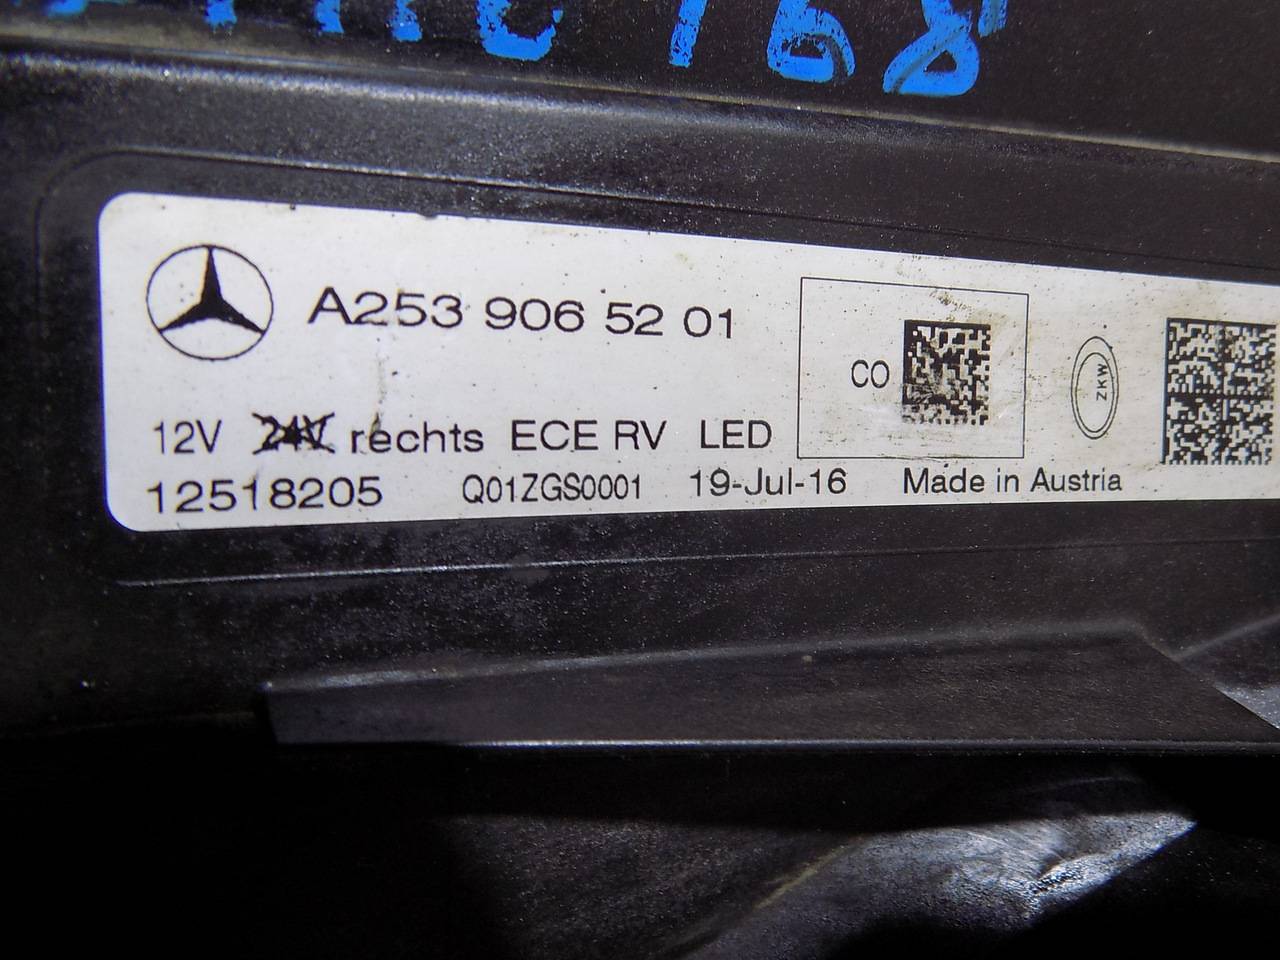 168
A253 906 52 01
CO
ZKW
12V 24V rechts ECE RV LED
12518205 Q01ZGS0001 19-Jul-16 Made in Austria